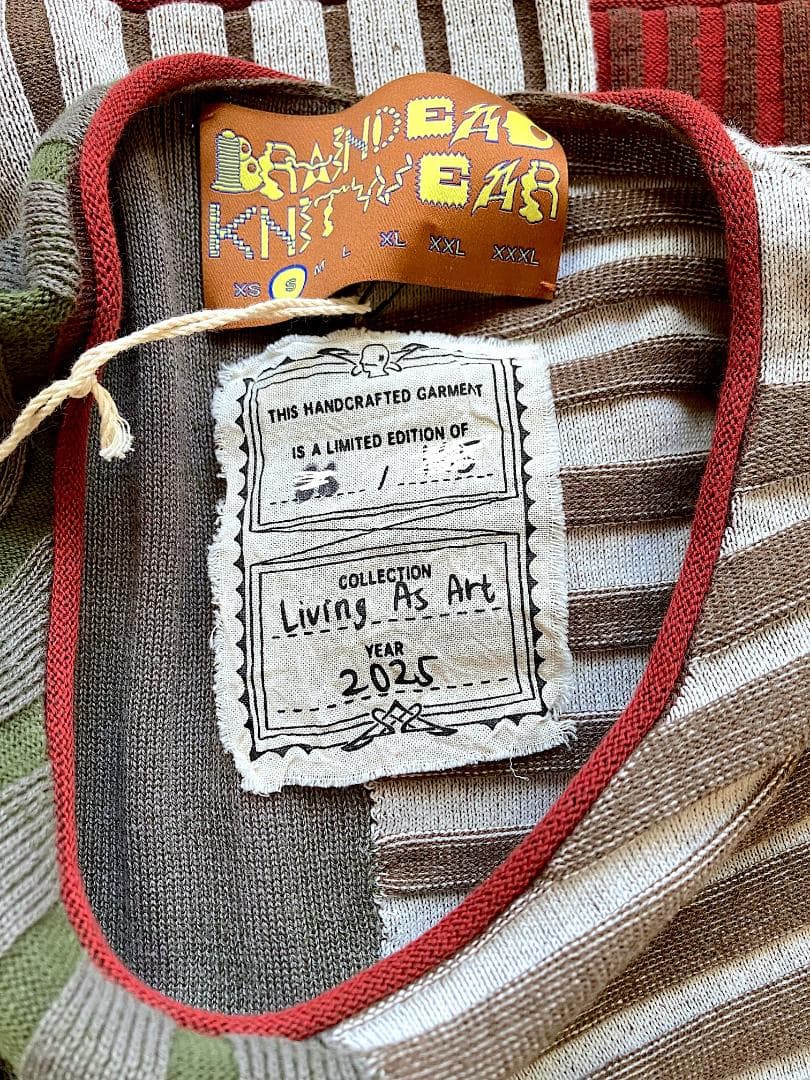 BRAINDEAD
KNITWEAR
XS S M L XL XXL XXXL
THIS HANDCRAFTED GARMENT
IS A LIMITED EDITION OF
/
COLLECTION
Living As Art
YEAR
2025